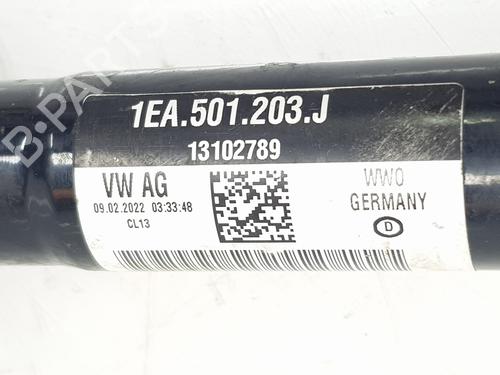 1EA.501.203.J
13102789
VW AG
09.02.2022 03:33:48
CL13
WWO
GERMANY
D
B-PARTS